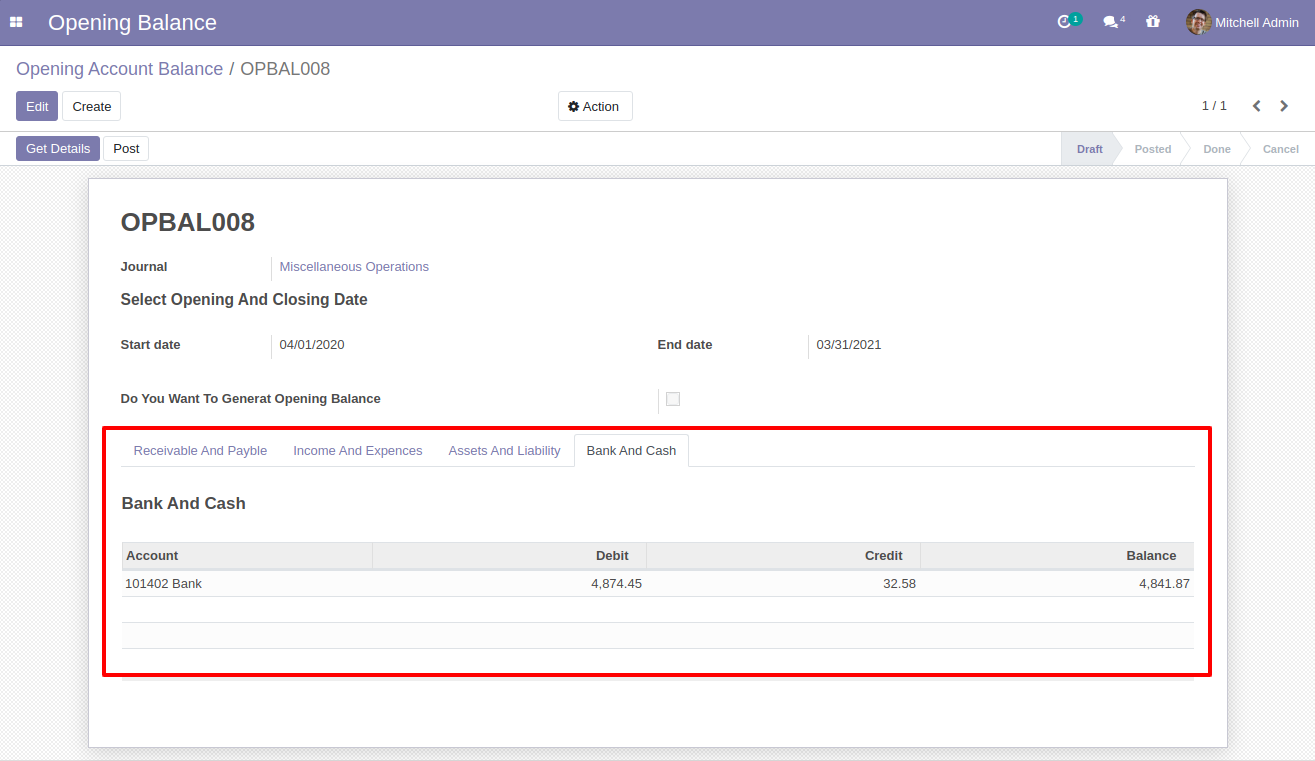 Opening Balance 1 4 Mitchell Admin
Opening Account Balance / OPBAL008
Edit Create Action 1 / 1
Get Details Post Draft Posted Done Cancel
OPBAL008
Journal Miscellaneous Operations
Select Opening And Closing Date
Start date 04/01/2020 End date 03/31/2021
Do You Want To Generat Opening Balance
Receivable And Payble Income And Expences Assets And Liability Bank And Cash
Bank And Cash
Account Debit Credit Balance
101402 Bank 4,874.45 32.58 4,841.87